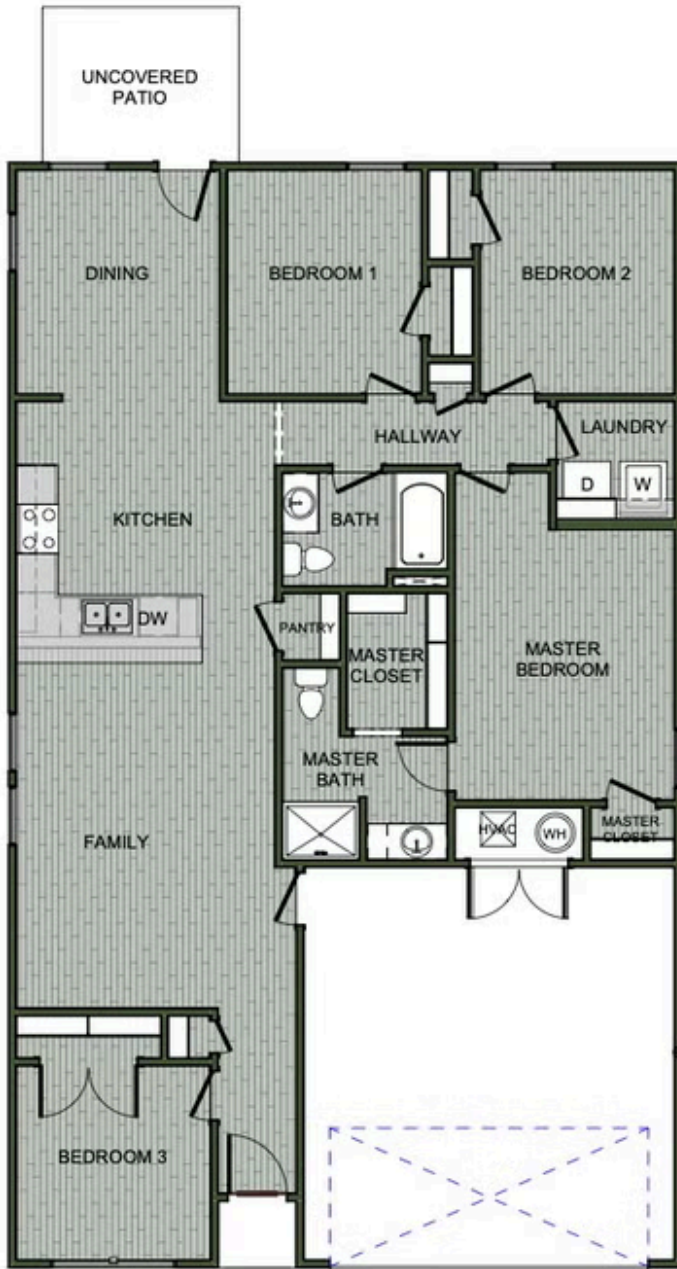 UNCOVERED
PATIO
DINING
BEDROOM 1
BEDROOM 2
HALLWAY
LAUNDRY
D
W
KITCHEN
BATH
DW
PANTRY
MASTER
CLOSET
MASTER
BEDROOM
MASTER
BATH
FAMILY
HVAC
WH
MASTER
CLOSET
BEDROOM 3